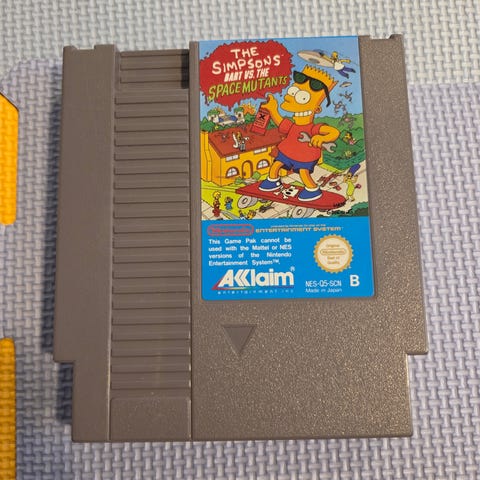 THE
SIMPSONS
BART VS. THE
SPACE MUTANTS
Nintendo
ENTERTAINMENT SYSTEM
This Game Pak cannot be
used with the Mattel or NES
versions of the Nintendo
Entertainment System™.
Original
Nintendo
Seal of
Quality
AKlaim
entertainment inc
NES-Q5-SCN
Made in Japan
B